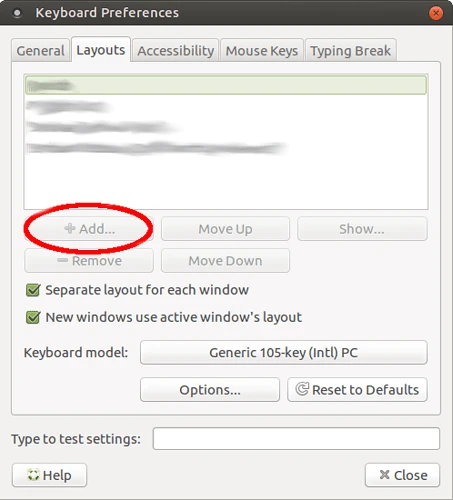 Keyboard Preferences
General Layouts Accessibility Mouse Keys Typing Break
Add... Move Up Show...
Remove Move Down
Separate layout for each window
New windows use active window's layout
Keyboard model: Generic 105-key (Intl) PC
Options... Reset to Defaults
Type to test settings:
Help Close